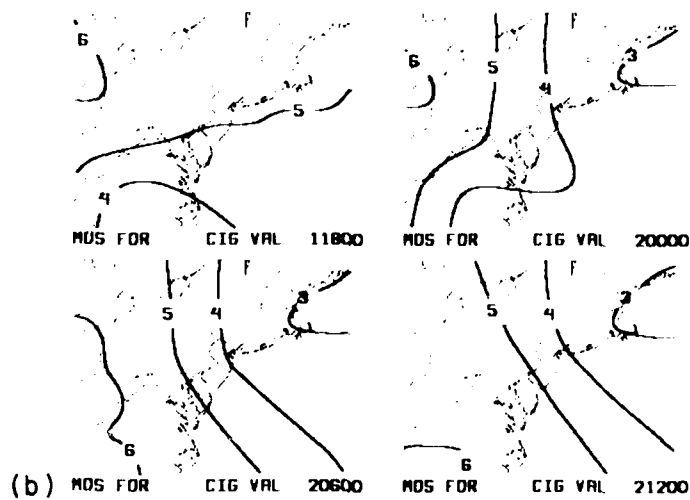 F
6
5
4
MOS FOR CIG VAL 11800
F
6
5
4
3
MOS FOR CIG VAL 20000
F
5
4
3
6
MOS FOR CIG VAL 20600
F
5
4
3
6
MOS FOR CIG VAL 21200
(b)